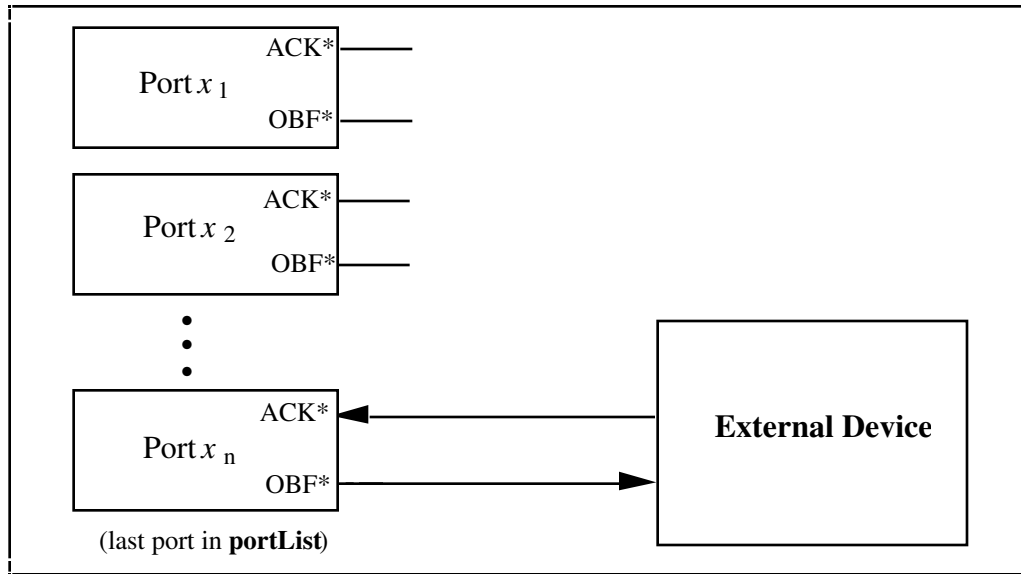 ACK*
Port x 1
OBF*
ACK*
Port x 2
OBF*
ACK*
Port x n
OBF*
External Device
(last port in portList)